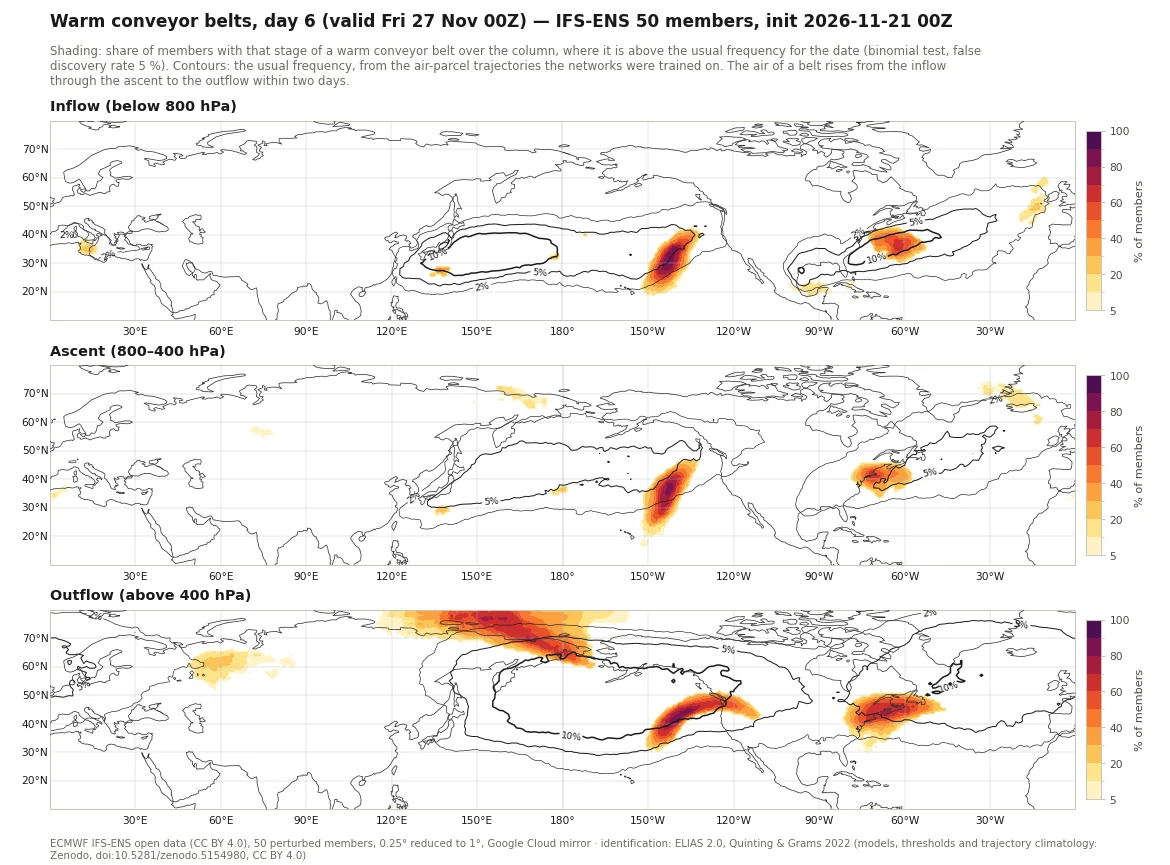 Warm conveyor belts, day 6 (valid Fri 27 Nov 00Z) — IFS-ENS 50 members, init 2026-11-21 00Z
Shading: share of members with that stage of a warm conveyor belt over the column, where it is above the usual frequency for the date (binomial test, false
discovery rate 5 %). Contours: the usual frequency, from the air-parcel trajectories the networks were trained on. The air of a belt rises from the inflow
through the ascent to the outflow within two days.
Inflow (below 800 hPa)
70°N
60°N
50°N
40°N
30°N
20°N
2%
2%
10%
5%
2%
2%
5%
10%
30°E
60°E
90°E
120°E
150°E
180°
150°W
120°W
90°W
60°W
30°W
100
80
60
40
20
5
% of members
Ascent (800–400 hPa)
70°N
60°N
50°N
40°N
30°N
20°N
2%
5%
5%
2%
30°E
60°E
90°E
120°E
150°E
180°
150°W
120°W
90°W
60°W
30°W
100
80
60
40
20
5
% of members
Outflow (above 400 hPa)
70°N
60°N
50°N
40°N
30°N
20°N
5%
10%
5%
2%
5%
10%
30°E
60°E
90°E
120°E
150°E
180°
150°W
120°W
90°W
60°W
30°W
100
80
60
40
20
5
% of members
ECMWF IFS-ENS open data (CC BY 4.0), 50 perturbed members, 0.25° reduced to 1°, Google Cloud mirror · identification: ELIAS 2.0, Quinting & Grams 2022 (models, thresholds and trajectory climatology:
Zenodo, doi:10.5281/zenodo.5154980, CC BY 4.0)